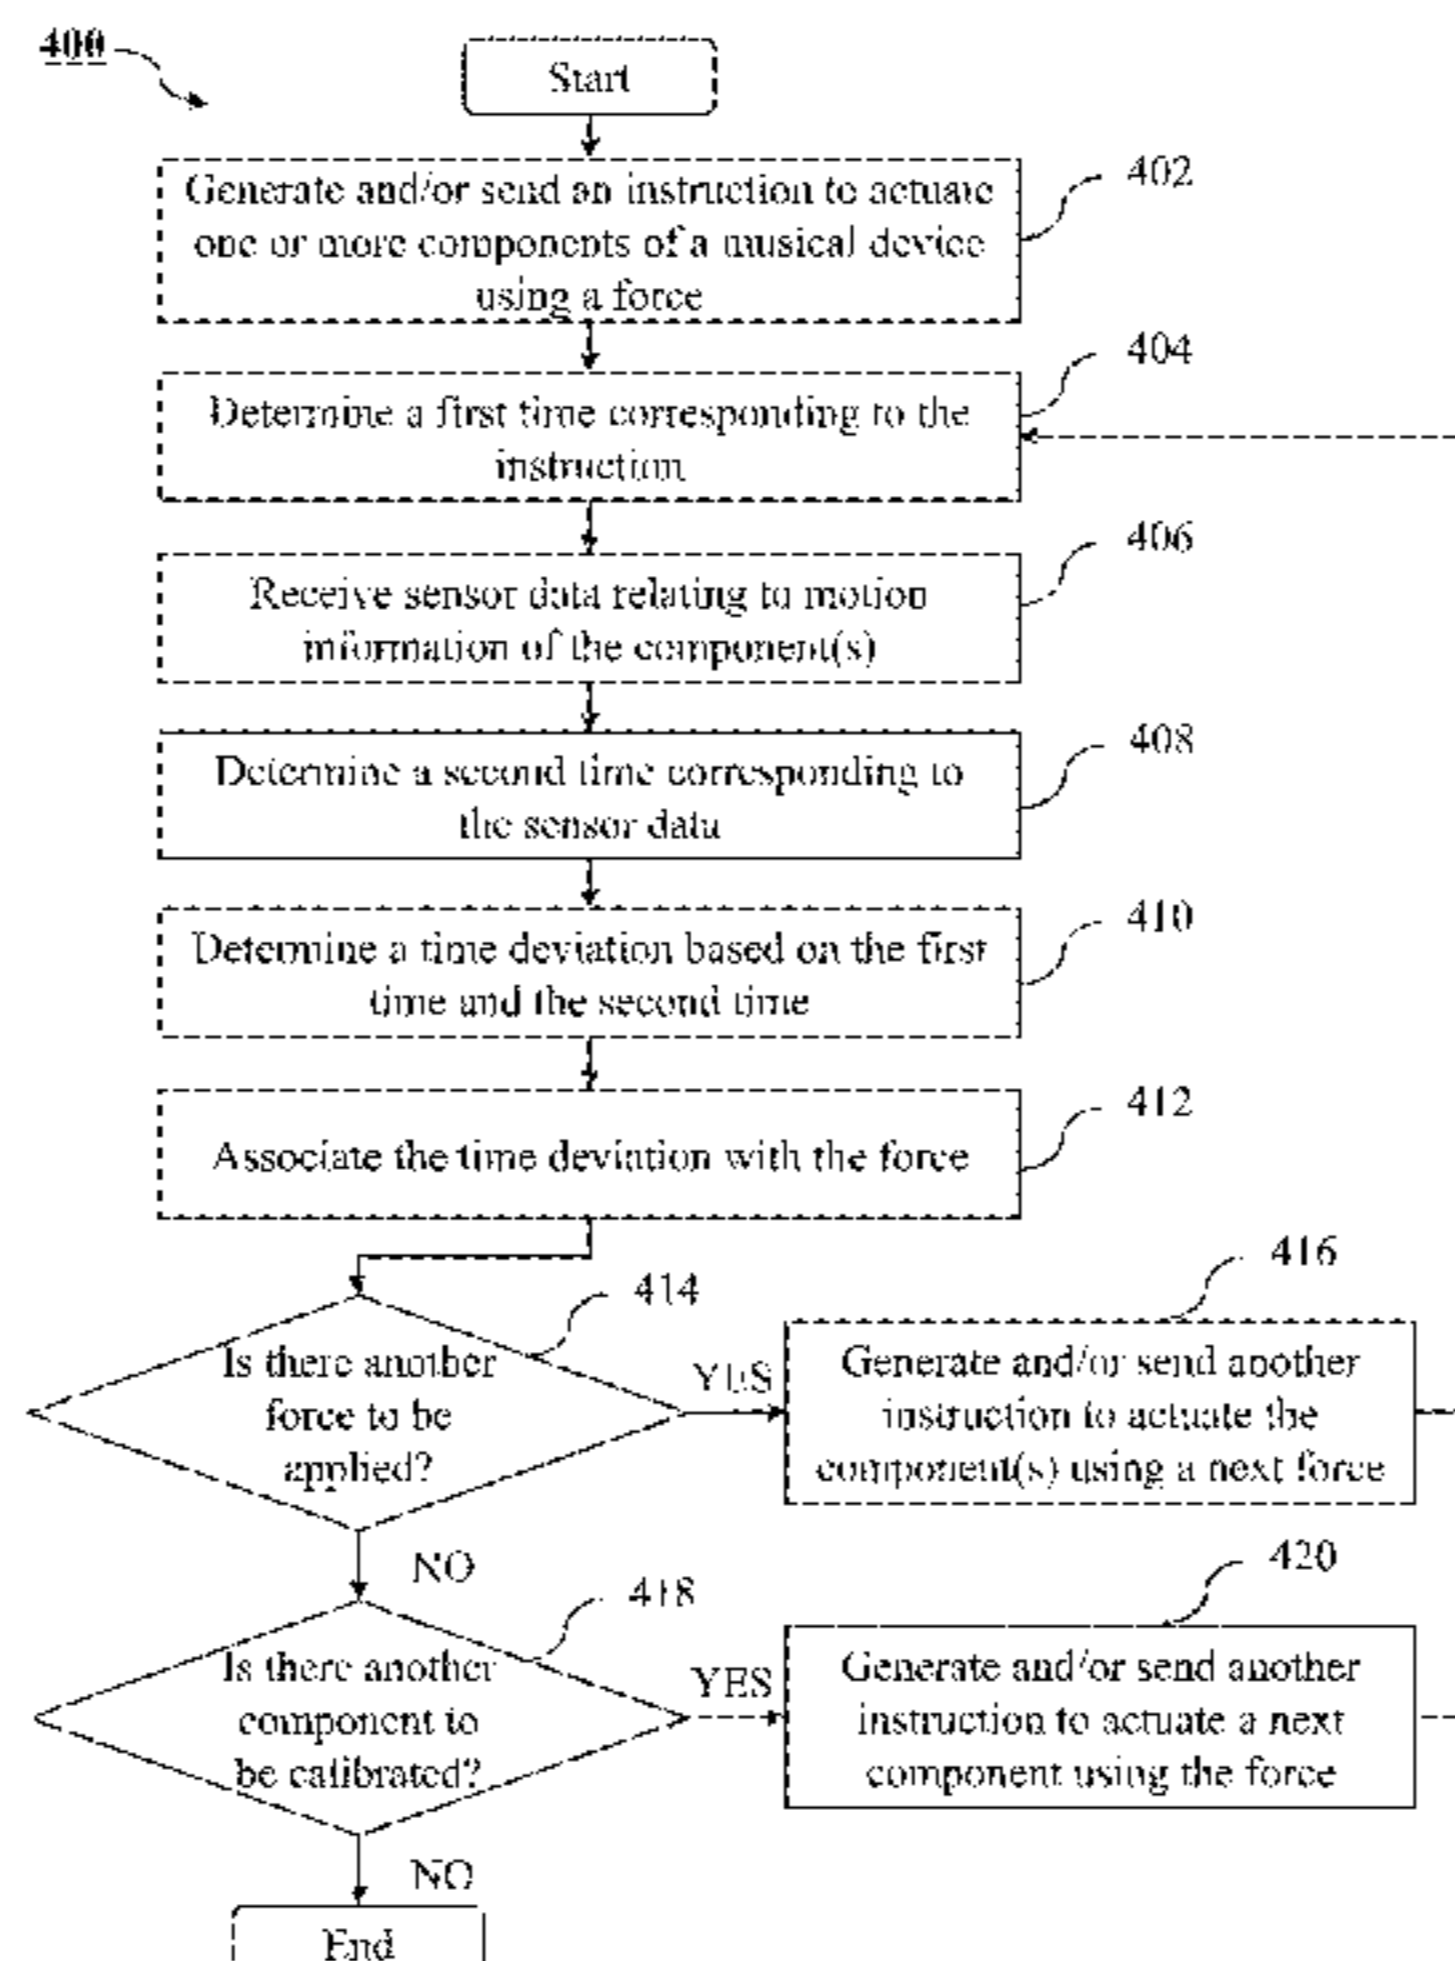 400
Start
Generate and/or send an instruction to actuate
one or more components of a musical device
using a force
402
Determine a first time corresponding to the
instruction
404
Receive sensor data relating to motion
information of the component(s)
406
Determine a second time corresponding to
the sensor data
408
Determine a time deviation based on the first
time and the second time
410
Associate the time deviation with the force
412
Is there another
force to be
applied?
414
YES
Generate and/or send another
instruction to actuate the
component(s) using a next force
416
NO
Is there another
component to
be calibrated?
418
YES
Generate and/or send another
instruction to actuate a next
component using the force
420
NO
End